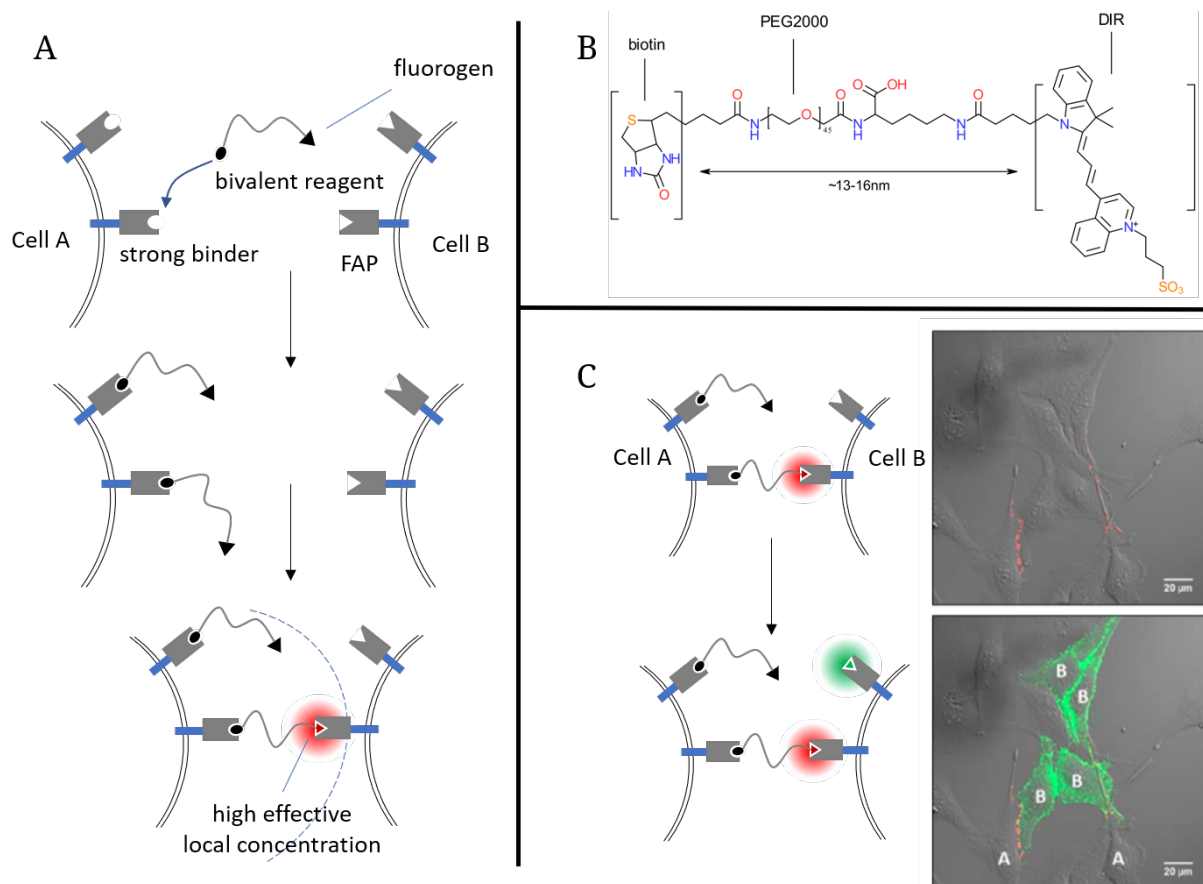 A
fluorogen
bivalent reagent
Cell A
strong binder
FAP
Cell B
high effective
local concentration
B
biotin
PEG2000
DIR
S
HN
NH
O
O
N
H
O
45
O
N
H
O
OH
N
H
O
N
N+
SO3
~13-16nm
C
Cell A
Cell B
20 µm
B
B
B
B
A
A
20 µm